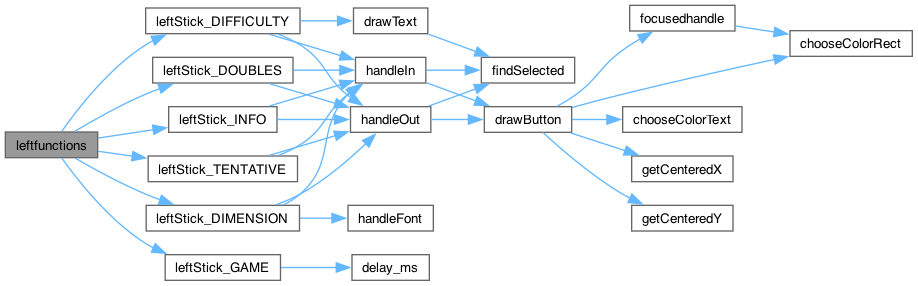 leftfunctions
leftStick_DIFFICULTY
leftStick_DOUBLES
leftStick_INFO
leftStick_TENTATIVE
leftStick_DIMENSION
leftStick_GAME
drawText
handleIn
handleOut
handleFont
delay_ms
findSelected
drawButton
focusedhandle
chooseColorText
getCenteredX
getCenteredY
chooseColorRect